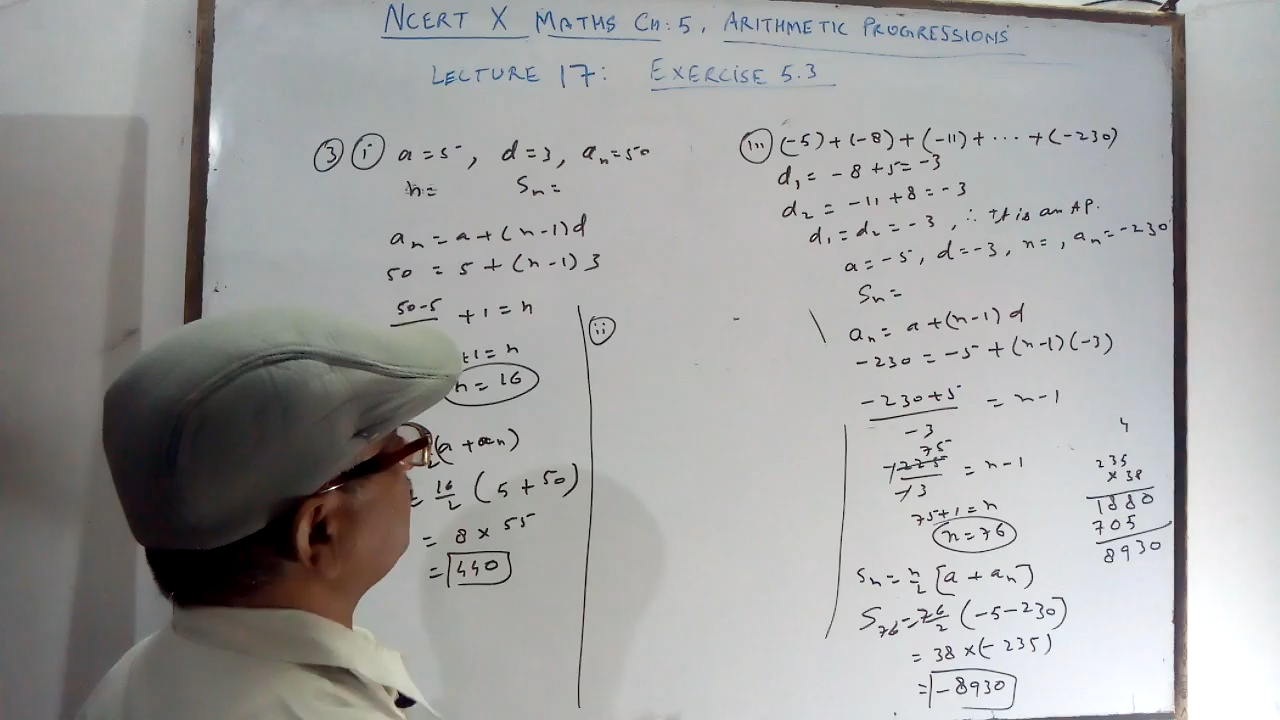 NCERT X MATHS CH: 5, ARITHMETIC PROGRESSIONS
LECTURE 17: EXERCISE 5.3
③ ⓘ a = 5, d = 3, aₙ = 50
n = Sₙ =
aₙ = a + (n-1)d
50 = 5 + (n-1) 3
50-5 + 1 = n
+1 = n
n = 16
(a + aₙ)
= 16/2 (5 + 50)
= 8 × 55
= 440
ii
iii (-5) + (-8) + (-11) + ... + (-230)
d₁ = -8 + 5 = -3
d₂ = -11 + 8 = -3
d₁ = d₂ = -3, ∴ It is an AP.
a = -5, d = -3, n = , aₙ = -230
Sₙ =
aₙ = a + (n-1) d
-230 = -5 + (n-1) (-3)
(-230+5)/-3 = n-1
75
-225/-3 = n-1
75+1 = n
n = 76
Sₙ = n/2 [a + aₙ]
S₇₆ = 76/2 (-5-230)
= 38 × (-235)
= -8930
4
235
×38
1880
705
8930